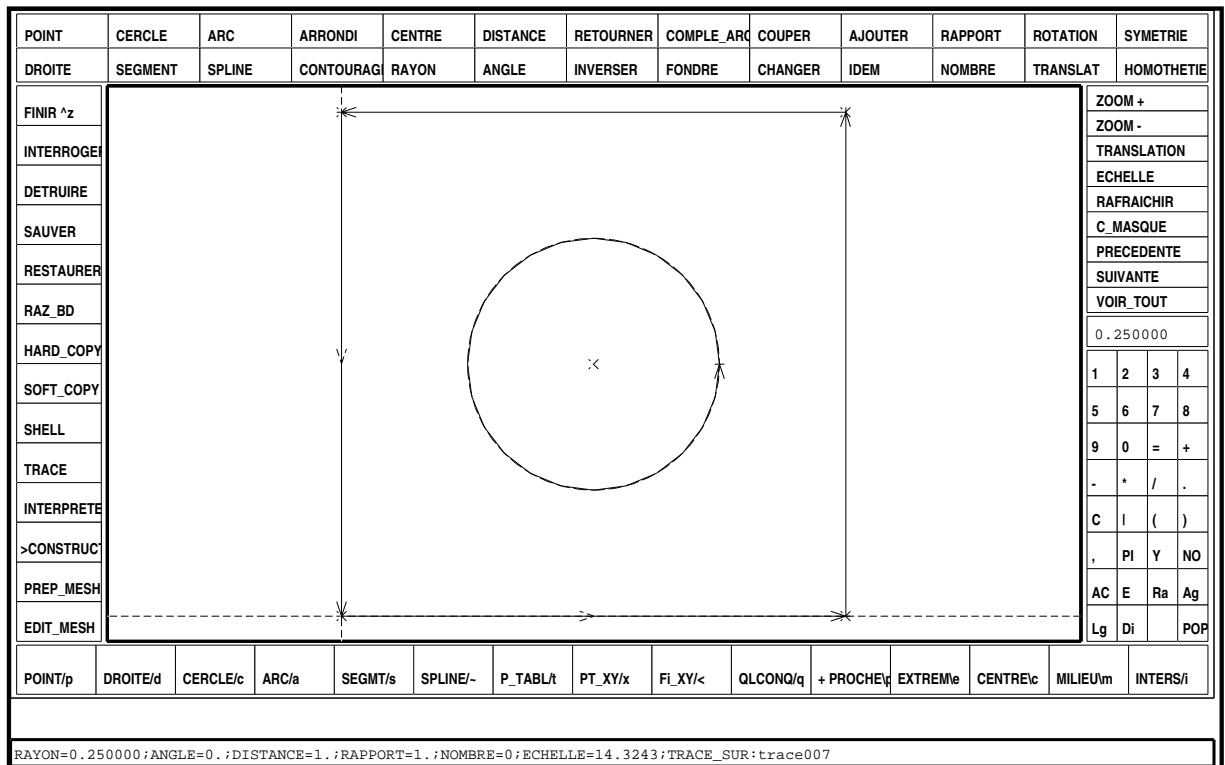 POINT CERCLE ARC ARRONDI CENTRE DISTANCE RETOURNER COMPLE_ARC COUPER AJOUTER RAPPORT ROTATION SYMETRIE
DROITE SEGMENT SPLINE CONTOURAG RAYON ANGLE INVERSER FONDRE CHANGER IDEM NOMBRE TRANSLAT HOMOTHETIE
FINIR ^z
INTERROGER
DETRUIRE
SAUVER
RESTAURER
RAZ_BD
HARD_COPY
SOFT_COPY
SHELL
TRACE
INTERPRETE
>CONSTRUCT
PREP_MESH
EDIT_MESH
ZOOM +
ZOOM -
TRANSLATION
ECHELLE
RAFRAICHIR
C_MASQUE
PRECEDENTE
SUIVANTE
VOIR_TOUT
0.250000
1 2 3 4
5 6 7 8
9 0 = +
- * / .
C | ( )
, PI Y NO
AC E Ra Ag
Lg Di POP
POINT/p DROITE/d CERCLE/c ARC/a SEGMT/s SPLINE/~ P_TABL/t PT_XY/x Fi_XY/< QLCONQ/q + PROCHE\p EXTREM\e CENTRE\c MILIEU\m INTERS/i
RAYON=0.250000;ANGLE=0.;DISTANCE=1.;RAPPORT=1.;NOMBRE=0;ECHELLE=14.3243;TRACE_SUR:trace007